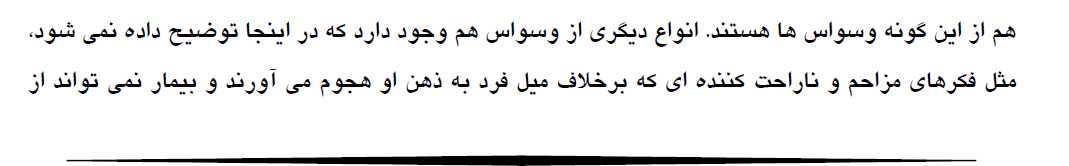 هم از این گونه وسواس ها هستند. انواع دیگری از وسواس هم وجود دارد که در اینجا توضیح داده نمی شود،
مثل فکرهای مزاحم و ناراحت کننده ای که برخلاف میل فرد به ذهن او هجوم می آورند و بیمار نمی تواند از